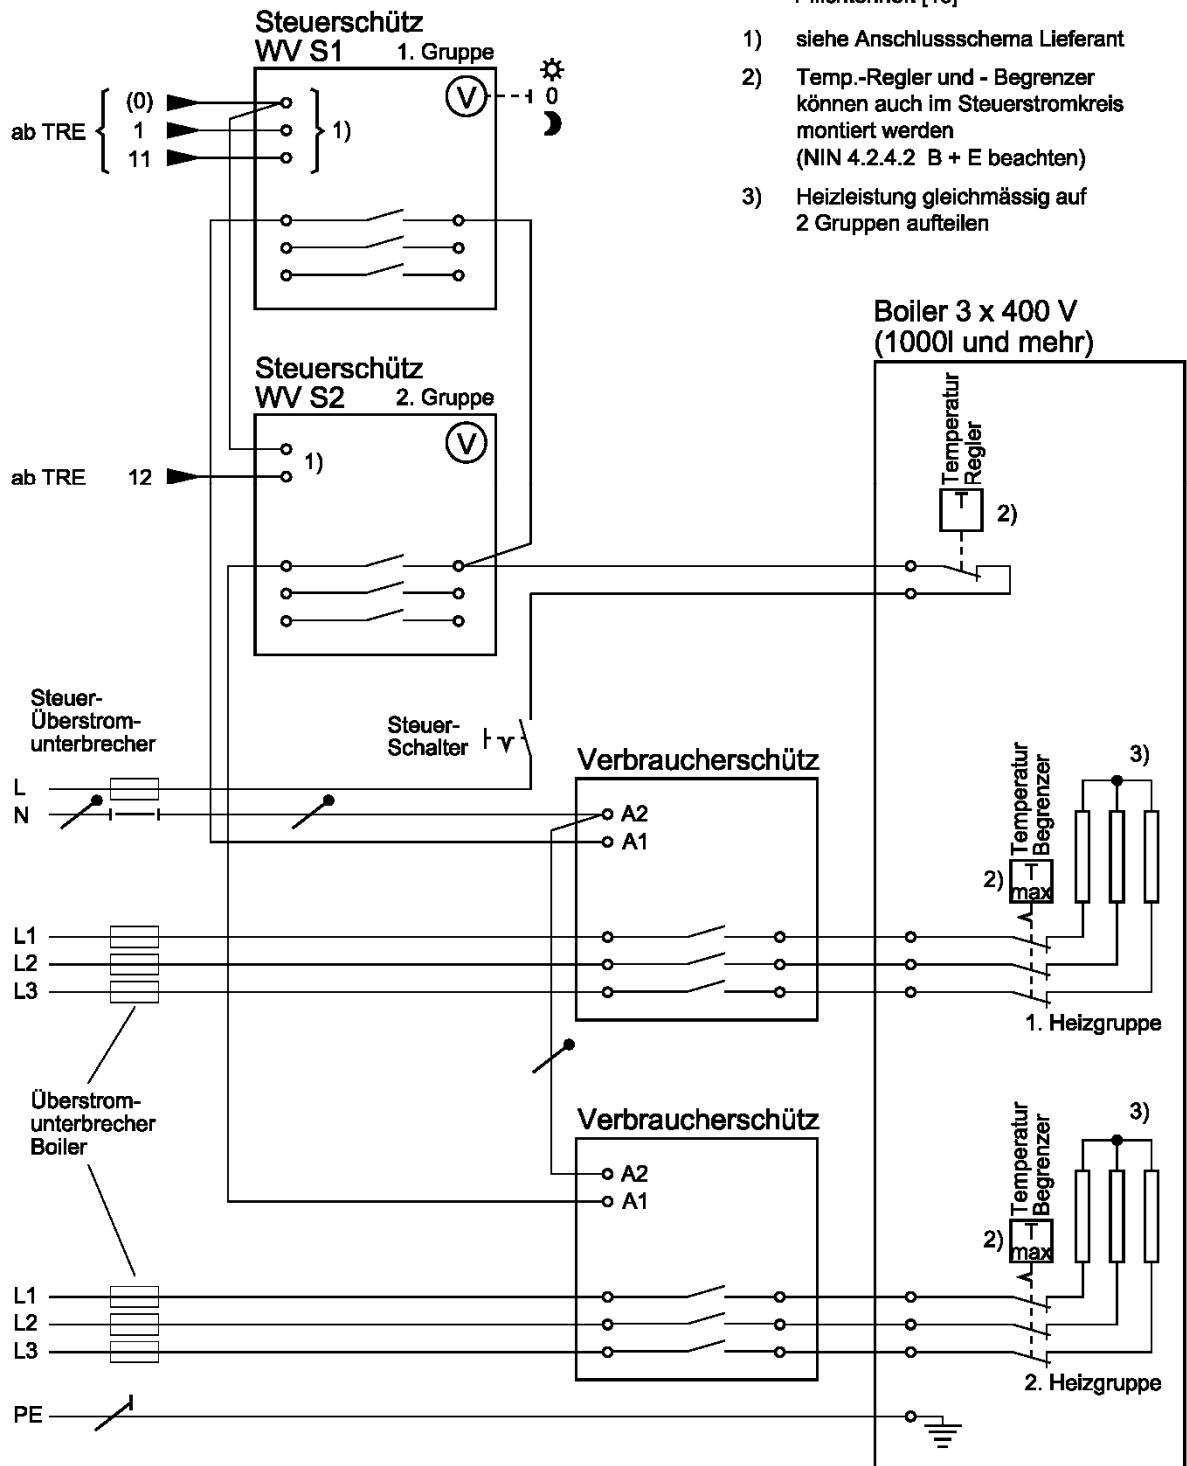 Steuerschütz
WV S1 1. Gruppe
1) siehe Anschlussschema Lieferant
2) Temp.-Regler und - Begrenzer
können auch im Steuerstromkreis
montiert werden
(NIN 4.2.4.2 B + E beachten)
3) Heizleistung gleichmässig auf
2 Gruppen aufteilen
V
0
ab TRE
(0)
1
11
1)
Boiler 3 x 400 V
(1000l und mehr)
Steuerschütz
WV S2 2. Gruppe
V
1)
ab TRE 12
Temperatur
Regler
2)
Steuer-
Überstrom-
unterbrecher
Steuer-
Schalter
L
N
Verbraucherschütz
A2
A1
Temperatur
Begrenzer
3)
2)
max
L1
L2
L3
1. Heizgruppe
Überstrom-
unterbrecher
Boiler
Verbraucherschütz
A2
A1
Temperatur
Begrenzer
3)
2)
max
L1
L2
L3
2. Heizgruppe
PE